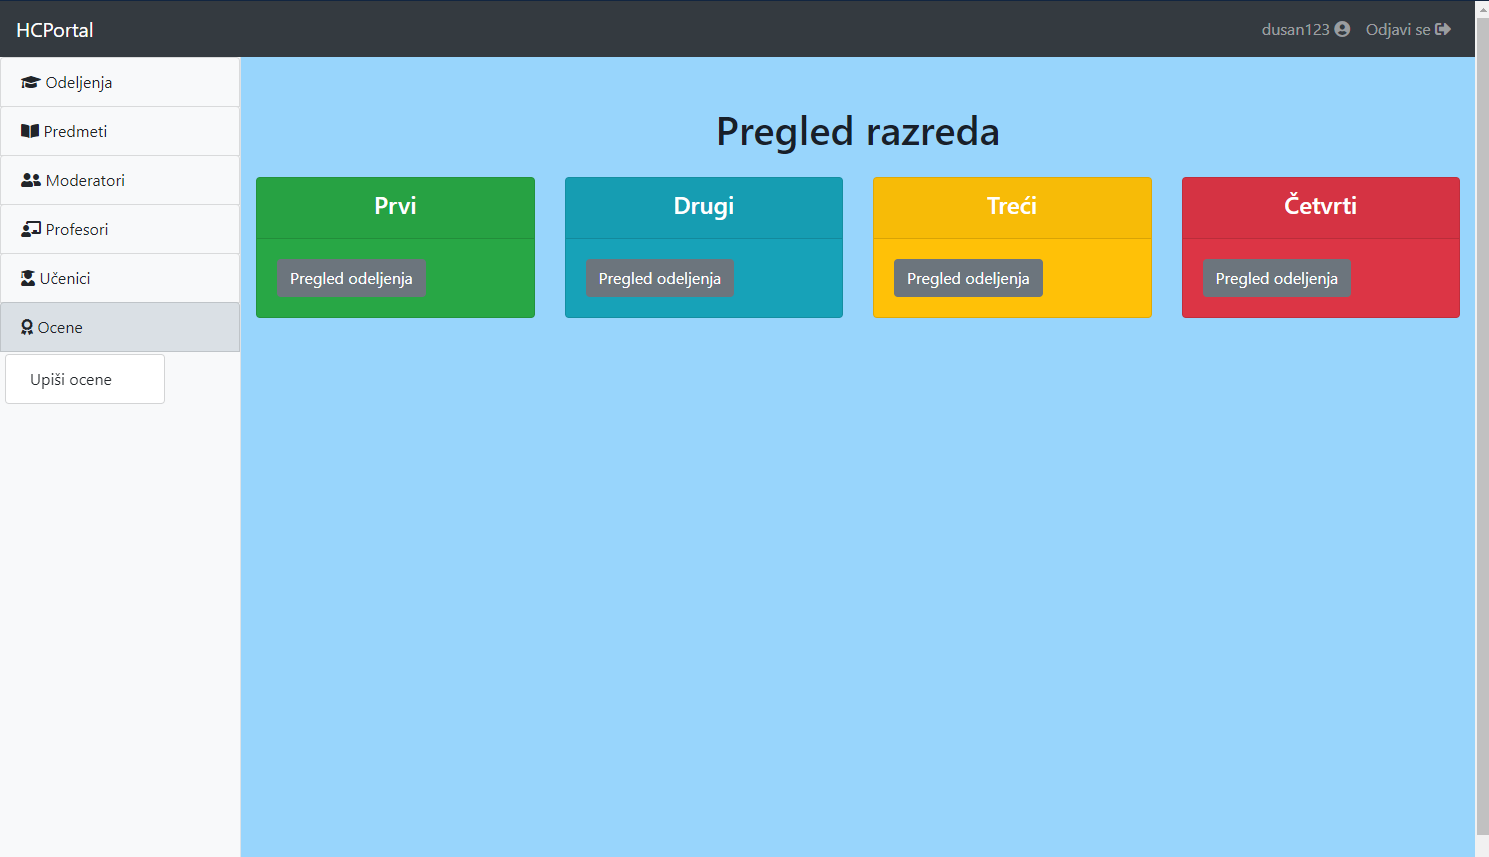 HCPortal
dusan123 Odjavi se
Odeljenja
Predmeti
Moderatori
Profesori
Učenici
Ocene
Upiši ocene
Pregled razreda
Prvi
Pregled odeljenja
Drugi
Pregled odeljenja
Treći
Pregled odeljenja
Četvrti
Pregled odeljenja